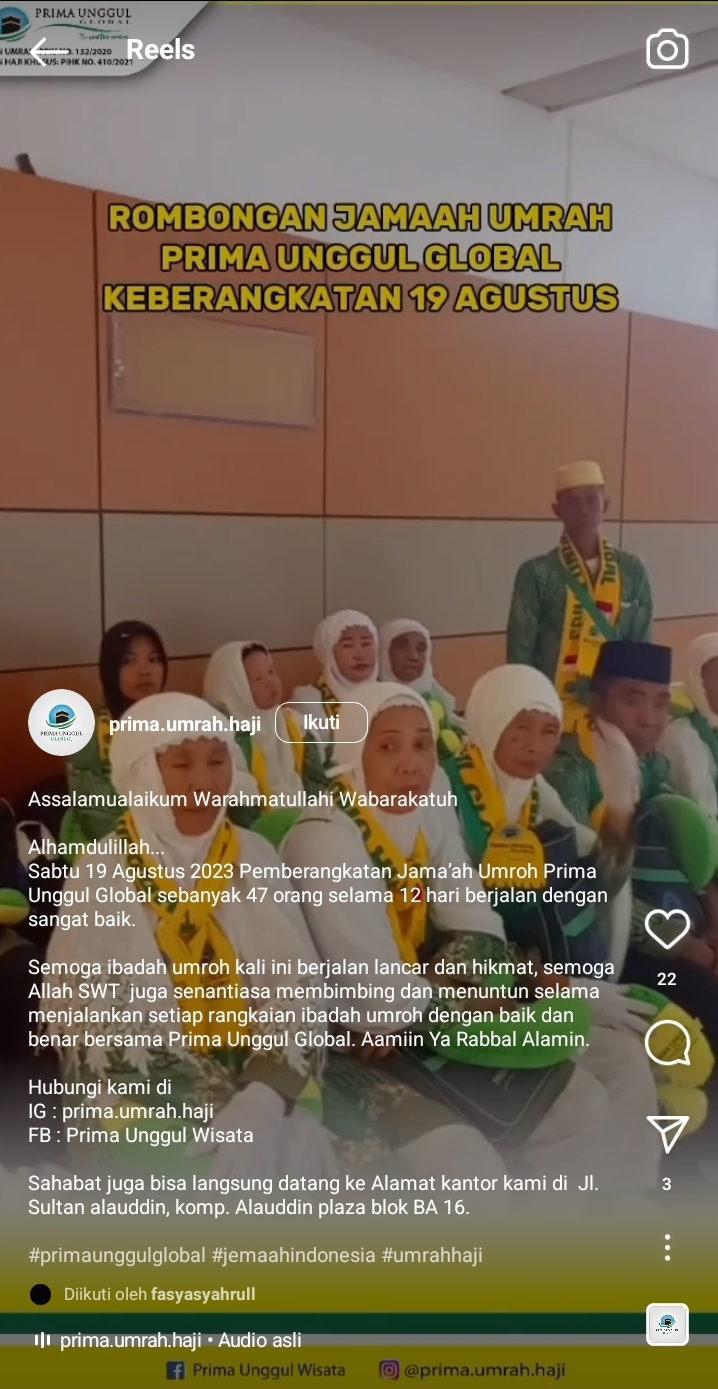 PRIMA UNGGUL
GLOBAL
132/2020
PIHK NO. 410/2021
Reels
ROMBONGAN JAMAAH UMRAH
PRIMA UNGGUL GLOBAL
KEBERANGKATAN 19 AGUSTUS
PRIMA UNGGUL
GLOBAL
prima.umrah.haji
Ikuti
Assalamualaikum Warahmatullahi Wabarakatuh
Alhamdulillah...
Sabtu 19 Agustus 2023 Pemberangkatan Jama’ah Umroh Prima
Unggul Global sebanyak 47 orang selama 12 hari berjalan dengan
sangat baik.
Semoga ibadah umroh kali ini berjalan lancar dan hikmat, semoga
Allah SWT juga senantiasa membimbing dan menuntun selama
menjalankan setiap rangkaian ibadah umroh dengan baik dan
benar bersama Prima Unggul Global. Aamiin Ya Rabbal Alamin.
22
Hubungi kami di
IG : prima.umrah.haji
FB : Prima Unggul Wisata
Sahabat juga bisa langsung datang ke Alamat kantor kami di Jl.
Sultan alauddin, komp. Alauddin plaza blok BA 16.
3
#primaunggulglobal #jemaahindonesia #umrahhaji
Diikuti oleh fasyasyahrull
prima.umrah.haji • Audio asli
Prima Unggul Wisata @prima.umrah.haji